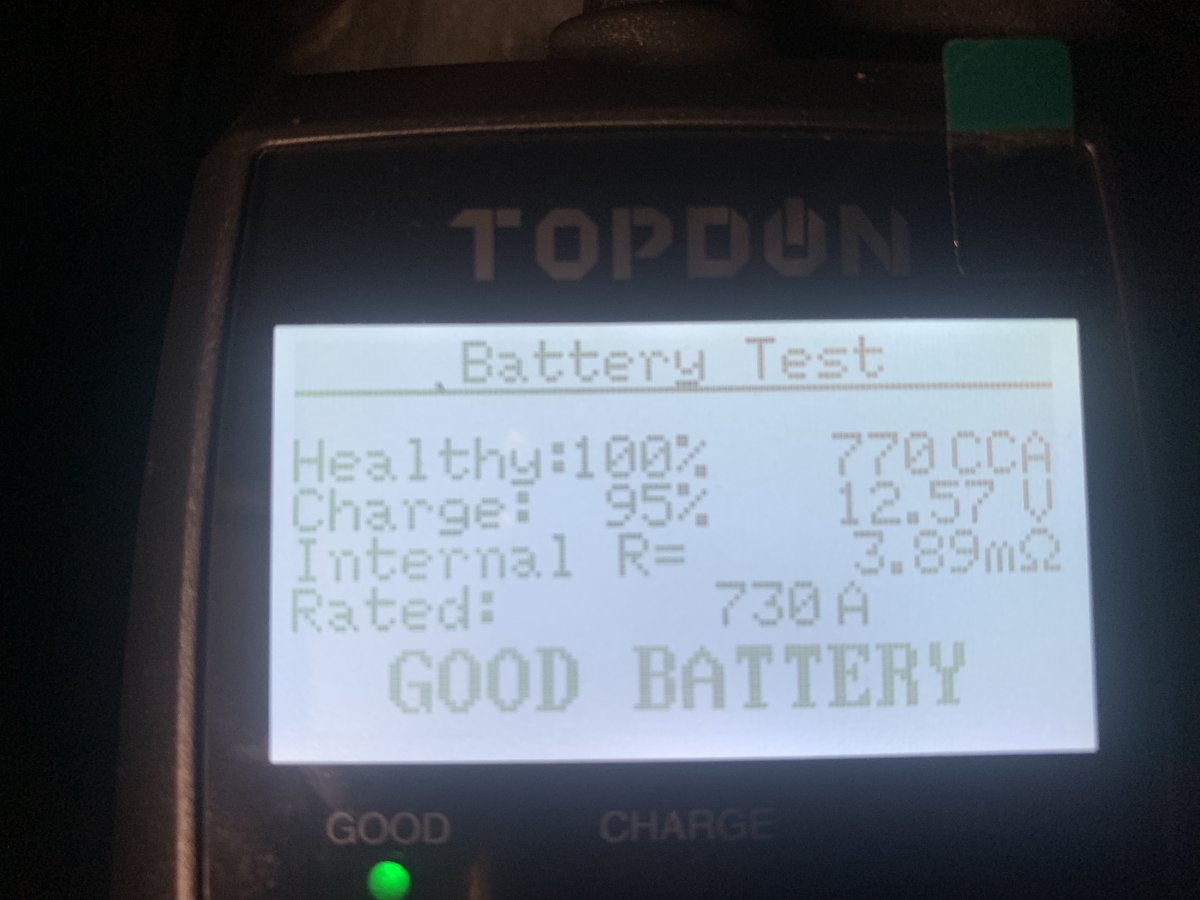 TOPDON
Battery Test
Healthy:100% 770 CCA
Charge: 95% 12.57 V
Internal R= 3.89mΩ
Rated: 730 A
GOOD BATTERY
GOOD CHARGE